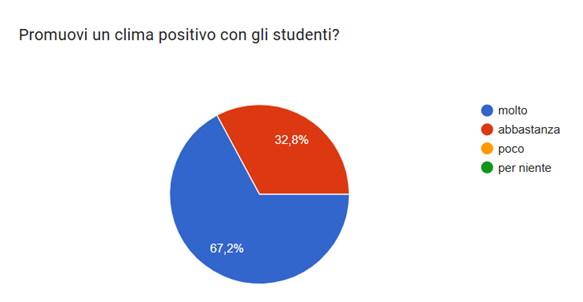 Promuovi un clima positivo con gli studenti?
32,8%
67,2%
molto
abbastanza
poco
per niente